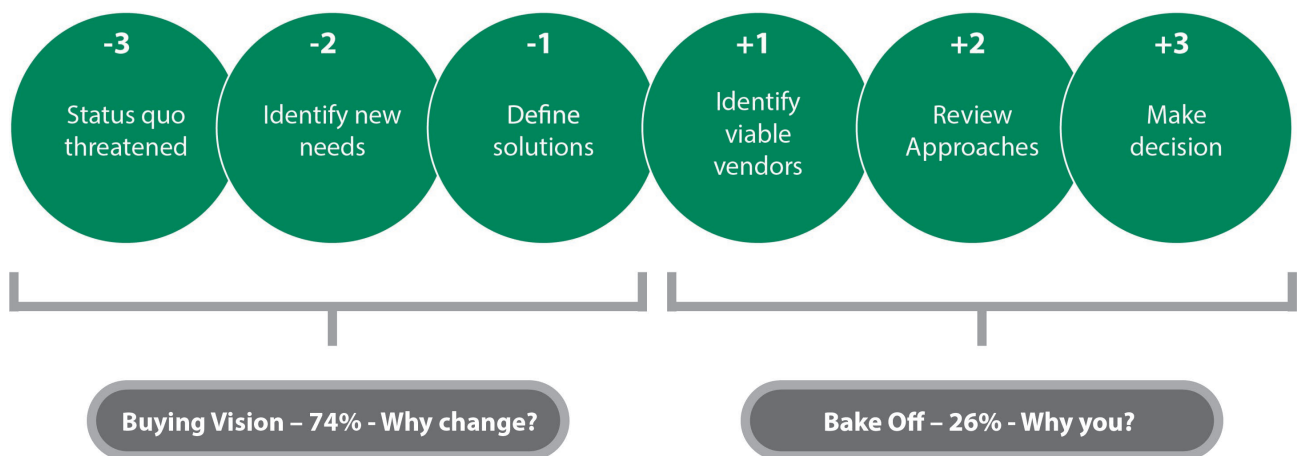 -3
Status quo
threatened
-2
Identify new
needs
-1
Define
solutions
+1
Identify
viable
vendors
+2
Review
Approaches
+3
Make
decision
Buying Vision – 74% - Why change?
Bake Off – 26% - Why you?